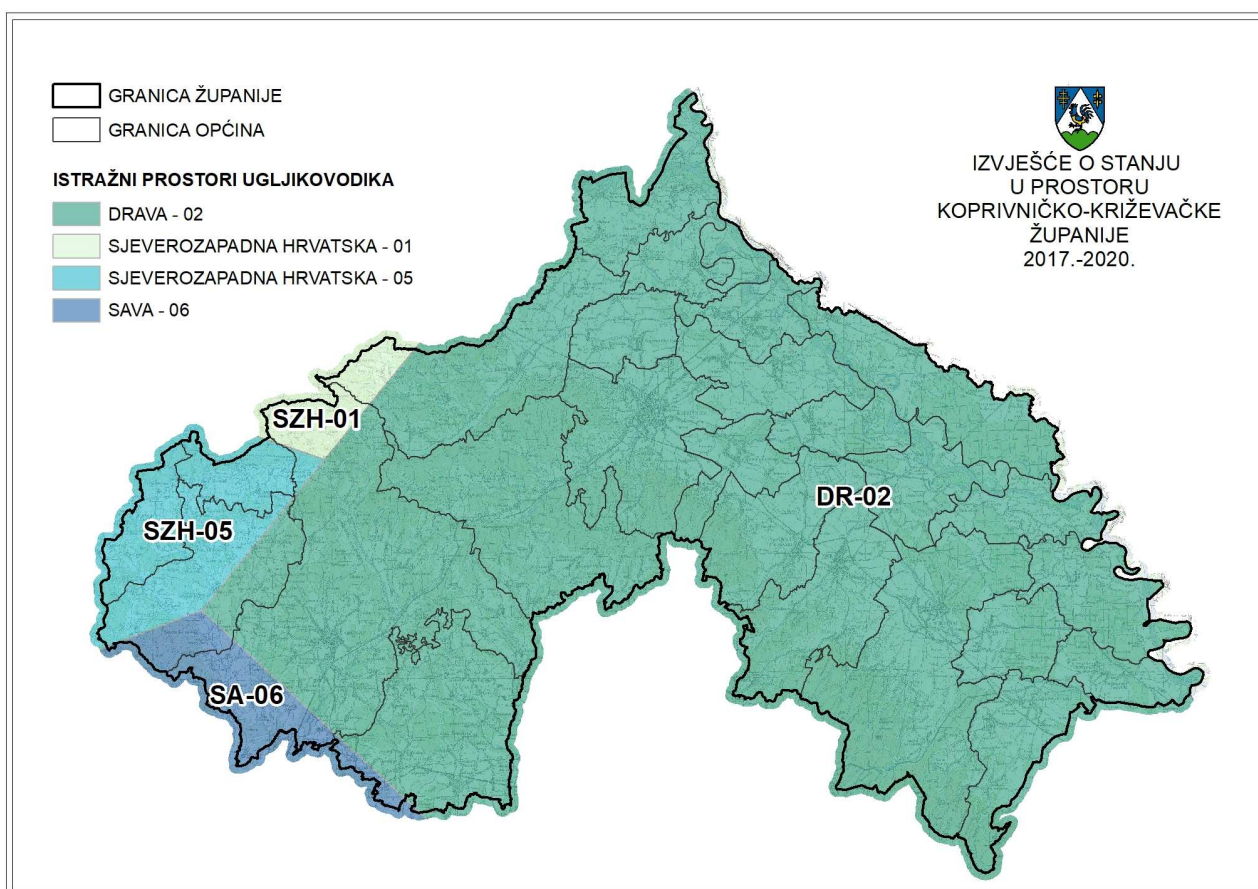 GRANICA ŽUPANIJE
GRANICA OPĆINA
ISTRAŽNI PROSTORI UGLJIKOVODIKA
DRAVA - 02
SJEVEROZAPADNA HRVATSKA - 01
SJEVEROZAPADNA HRVATSKA - 05
SAVA - 06
IZVJEŠĆE O STANJU
U PROSTORU
KOPRIVNIČKO-KRIŽEVAČKE
ŽUPANIJE
2017.-2020.
SZH-01
DR-02
SZH-05
SA-06